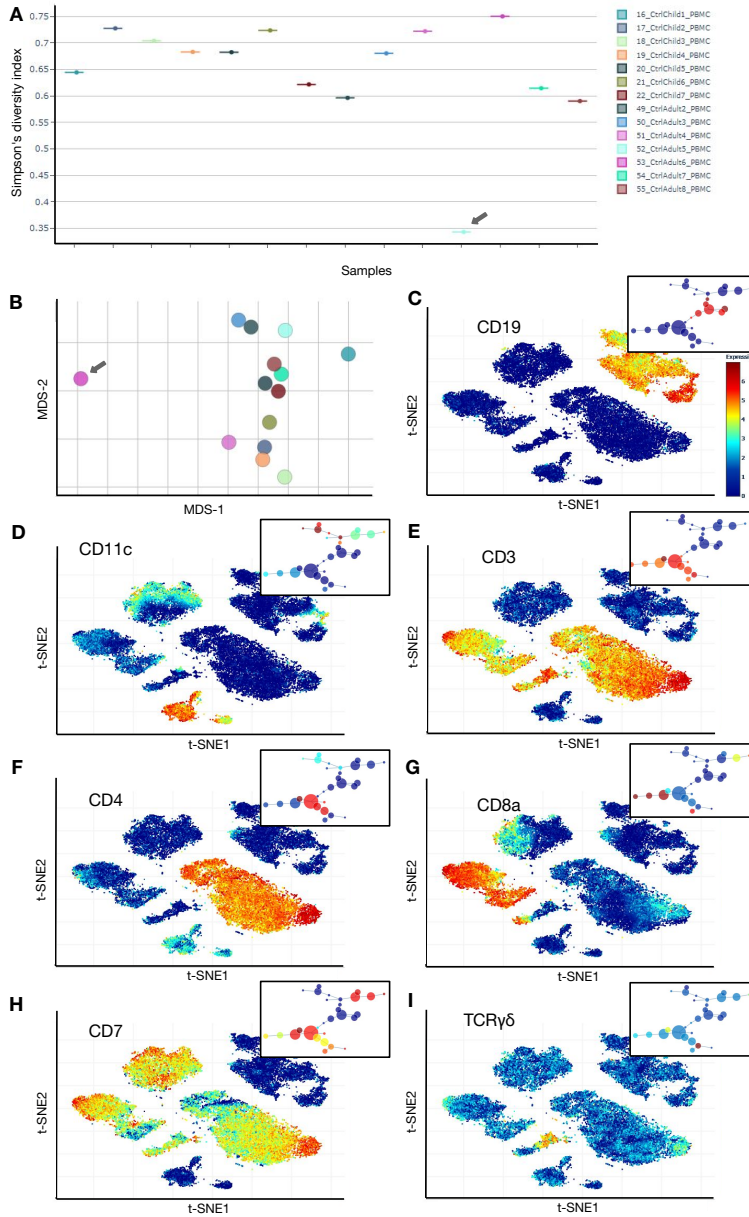 A
Simpson's diversity index
0.75
0.7
0.65
0.6
0.55
0.5
0.45
0.4
0.35
Samples
16_CtrlChild1_PBMC
17_CtrlChild2_PBMC
18_CtrlChild3_PBMC
19_CtrlChild4_PBMC
20_CtrlChild5_PBMC
21_CtrlChild6_PBMC
22_CtrlChild7_PBMC
49_CtrlAdult2_PBMC
50_CtrlAdult3_PBMC
51_CtrlAdult4_PBMC
52_CtrlAdult5_PBMC
53_CtrlAdult6_PBMC
54_CtrlAdult7_PBMC
55_CtrlAdult8_PBMC
B
MDS-2
MDS-1
C
CD19
t-SNE2
t-SNE1
Expressi
7
6
5
4
3
2
1
0
D
CD11c
t-SNE2
t-SNE1
E
CD3
t-SNE2
t-SNE1
F
CD4
t-SNE2
t-SNE1
G
CD8a
t-SNE2
t-SNE1
H
CD7
t-SNE2
t-SNE1
I
TCRγδ
t-SNE2
t-SNE1